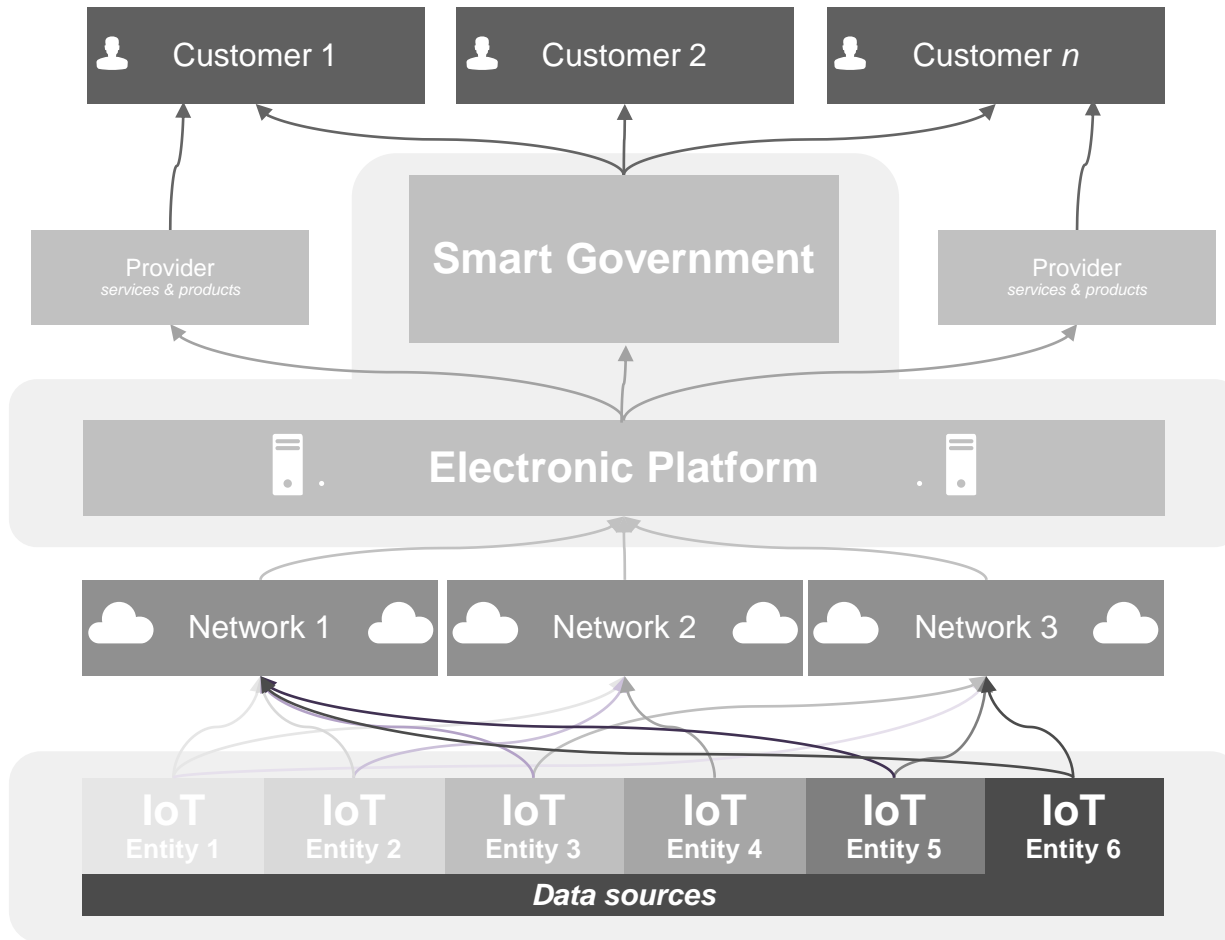 Customer 1
Customer 2
Customer n
Smart Government
Provider
services & products
Provider
services & products
Electronic Platform
Network 1
Network 2
Network 3
IoT
Entity 1
IoT
Entity 2
IoT
Entity 3
IoT
Entity 4
IoT
Entity 5
IoT
Entity 6
Data sources